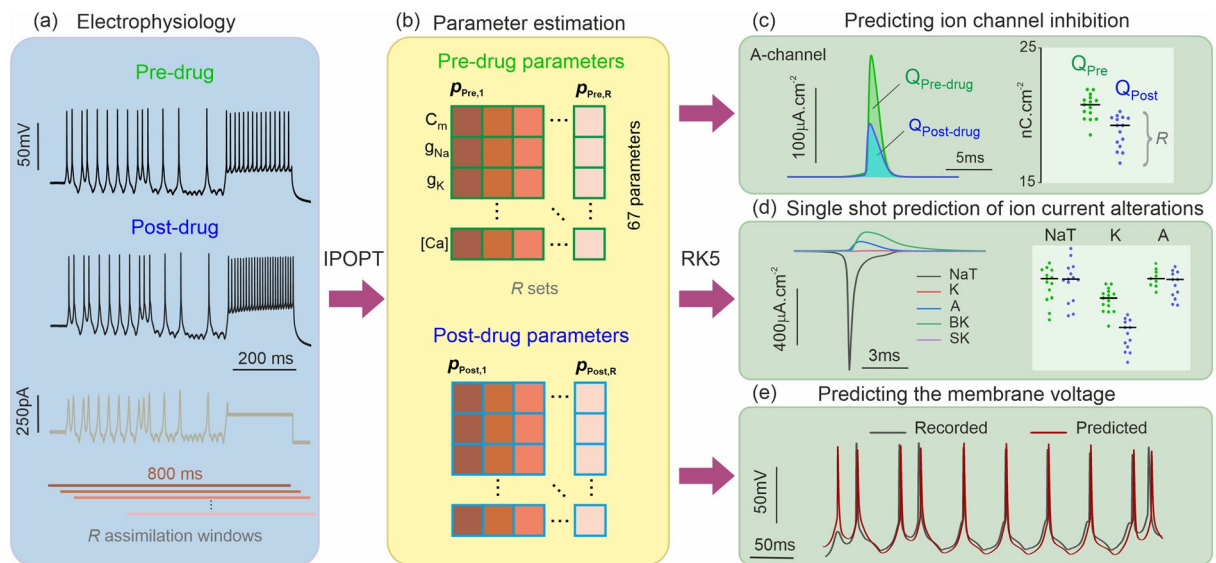 (a) Electrophysiology
Pre-drug
50mV
Post-drug
200 ms
250pA
800 ms
⋮
R assimilation windows
IPOPT
(b) Parameter estimation
Pre-drug parameters
pPre,1 pPre,R
Cm
gNa
gK
[Ca]
67 parameters
R sets
Post-drug parameters
pPost,1 pPost,R
RK5
(c) Predicting ion channel inhibition
A-channel
100µA.cm-2
QPre-drug
QPost-drug
5ms
25
nC.cm-2
15
QPre
QPost
R
(d) Single shot prediction of ion current alterations
400µA.cm-2
3ms
NaT
K
A
BK
SK
NaT K A
(e) Predicting the membrane voltage
Recorded Predicted
50mV
50ms